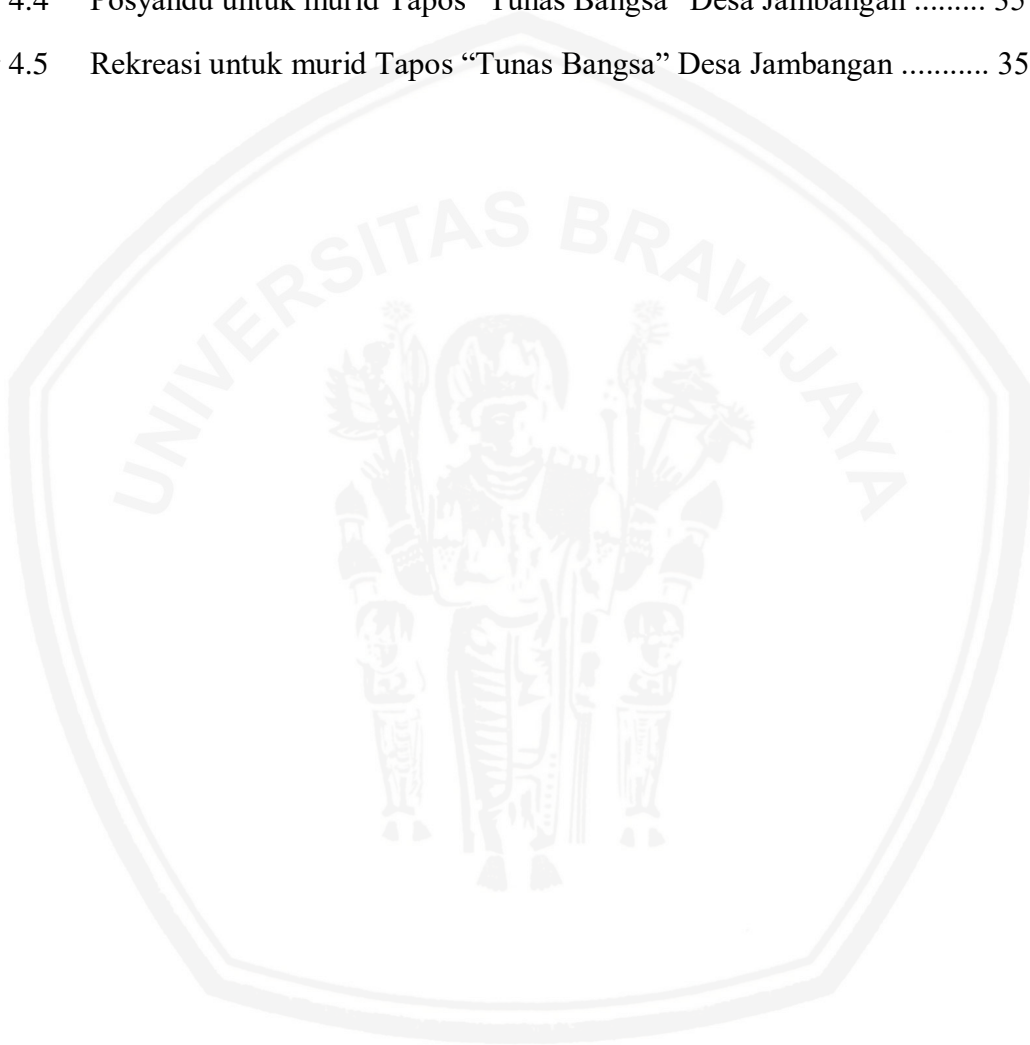 4.4 Posyandu untuk murid Tapos “Tunas Bangsa” Desa Jambangan ......... 35
4.5 Rekreasi untuk murid Tapos “Tunas Bangsa” Desa Jambangan ........... 35
UNIVERSITAS BRAWIJAYA